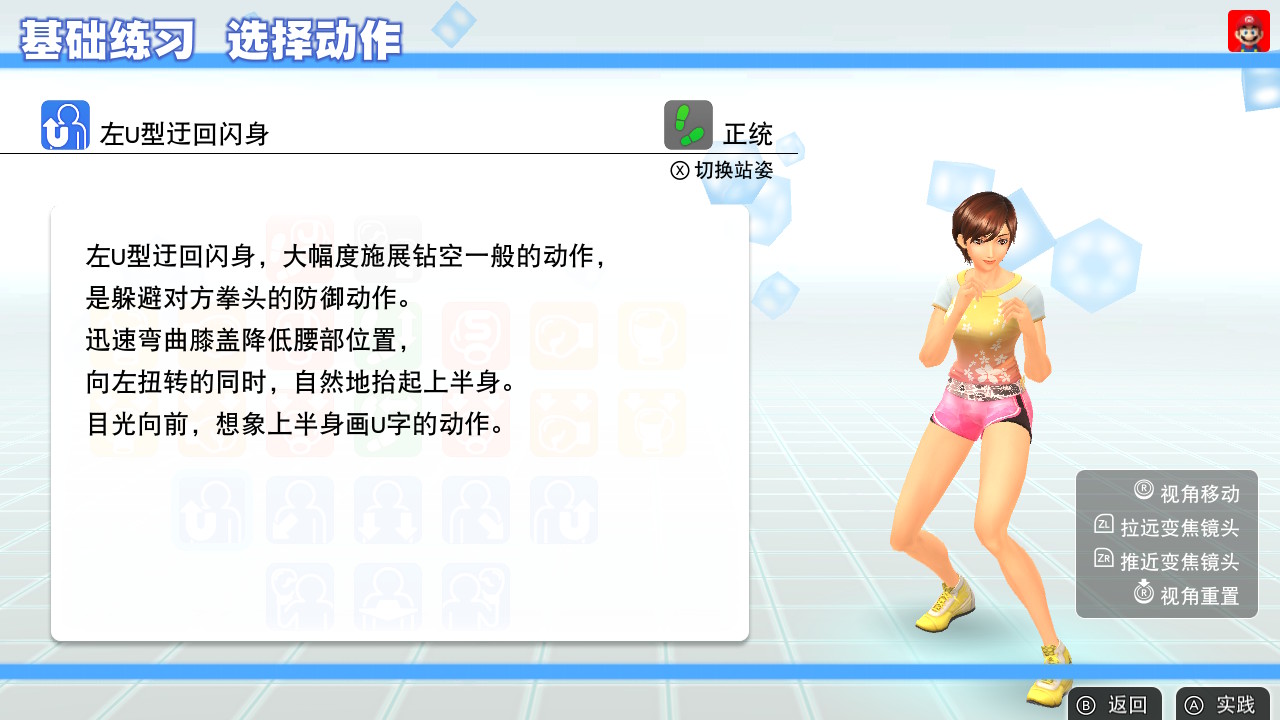 基础练习 选择动作
左U型迂回闪身
正统
Ⓧ切换站姿
左U型迂回闪身，大幅度施展钻空一般的动作，
是躲避对方拳头的防御动作。
迅速弯曲膝盖降低腰部位置，
向左扭转的同时，自然地抬起上半身。
目光向前，想象上半身画U字的动作。
Ⓡ 视角移动
ZL 拉远变焦镜头
ZR 推近变焦镜头
Ⓡ 视角重置
Ⓑ 返回
Ⓐ 实践